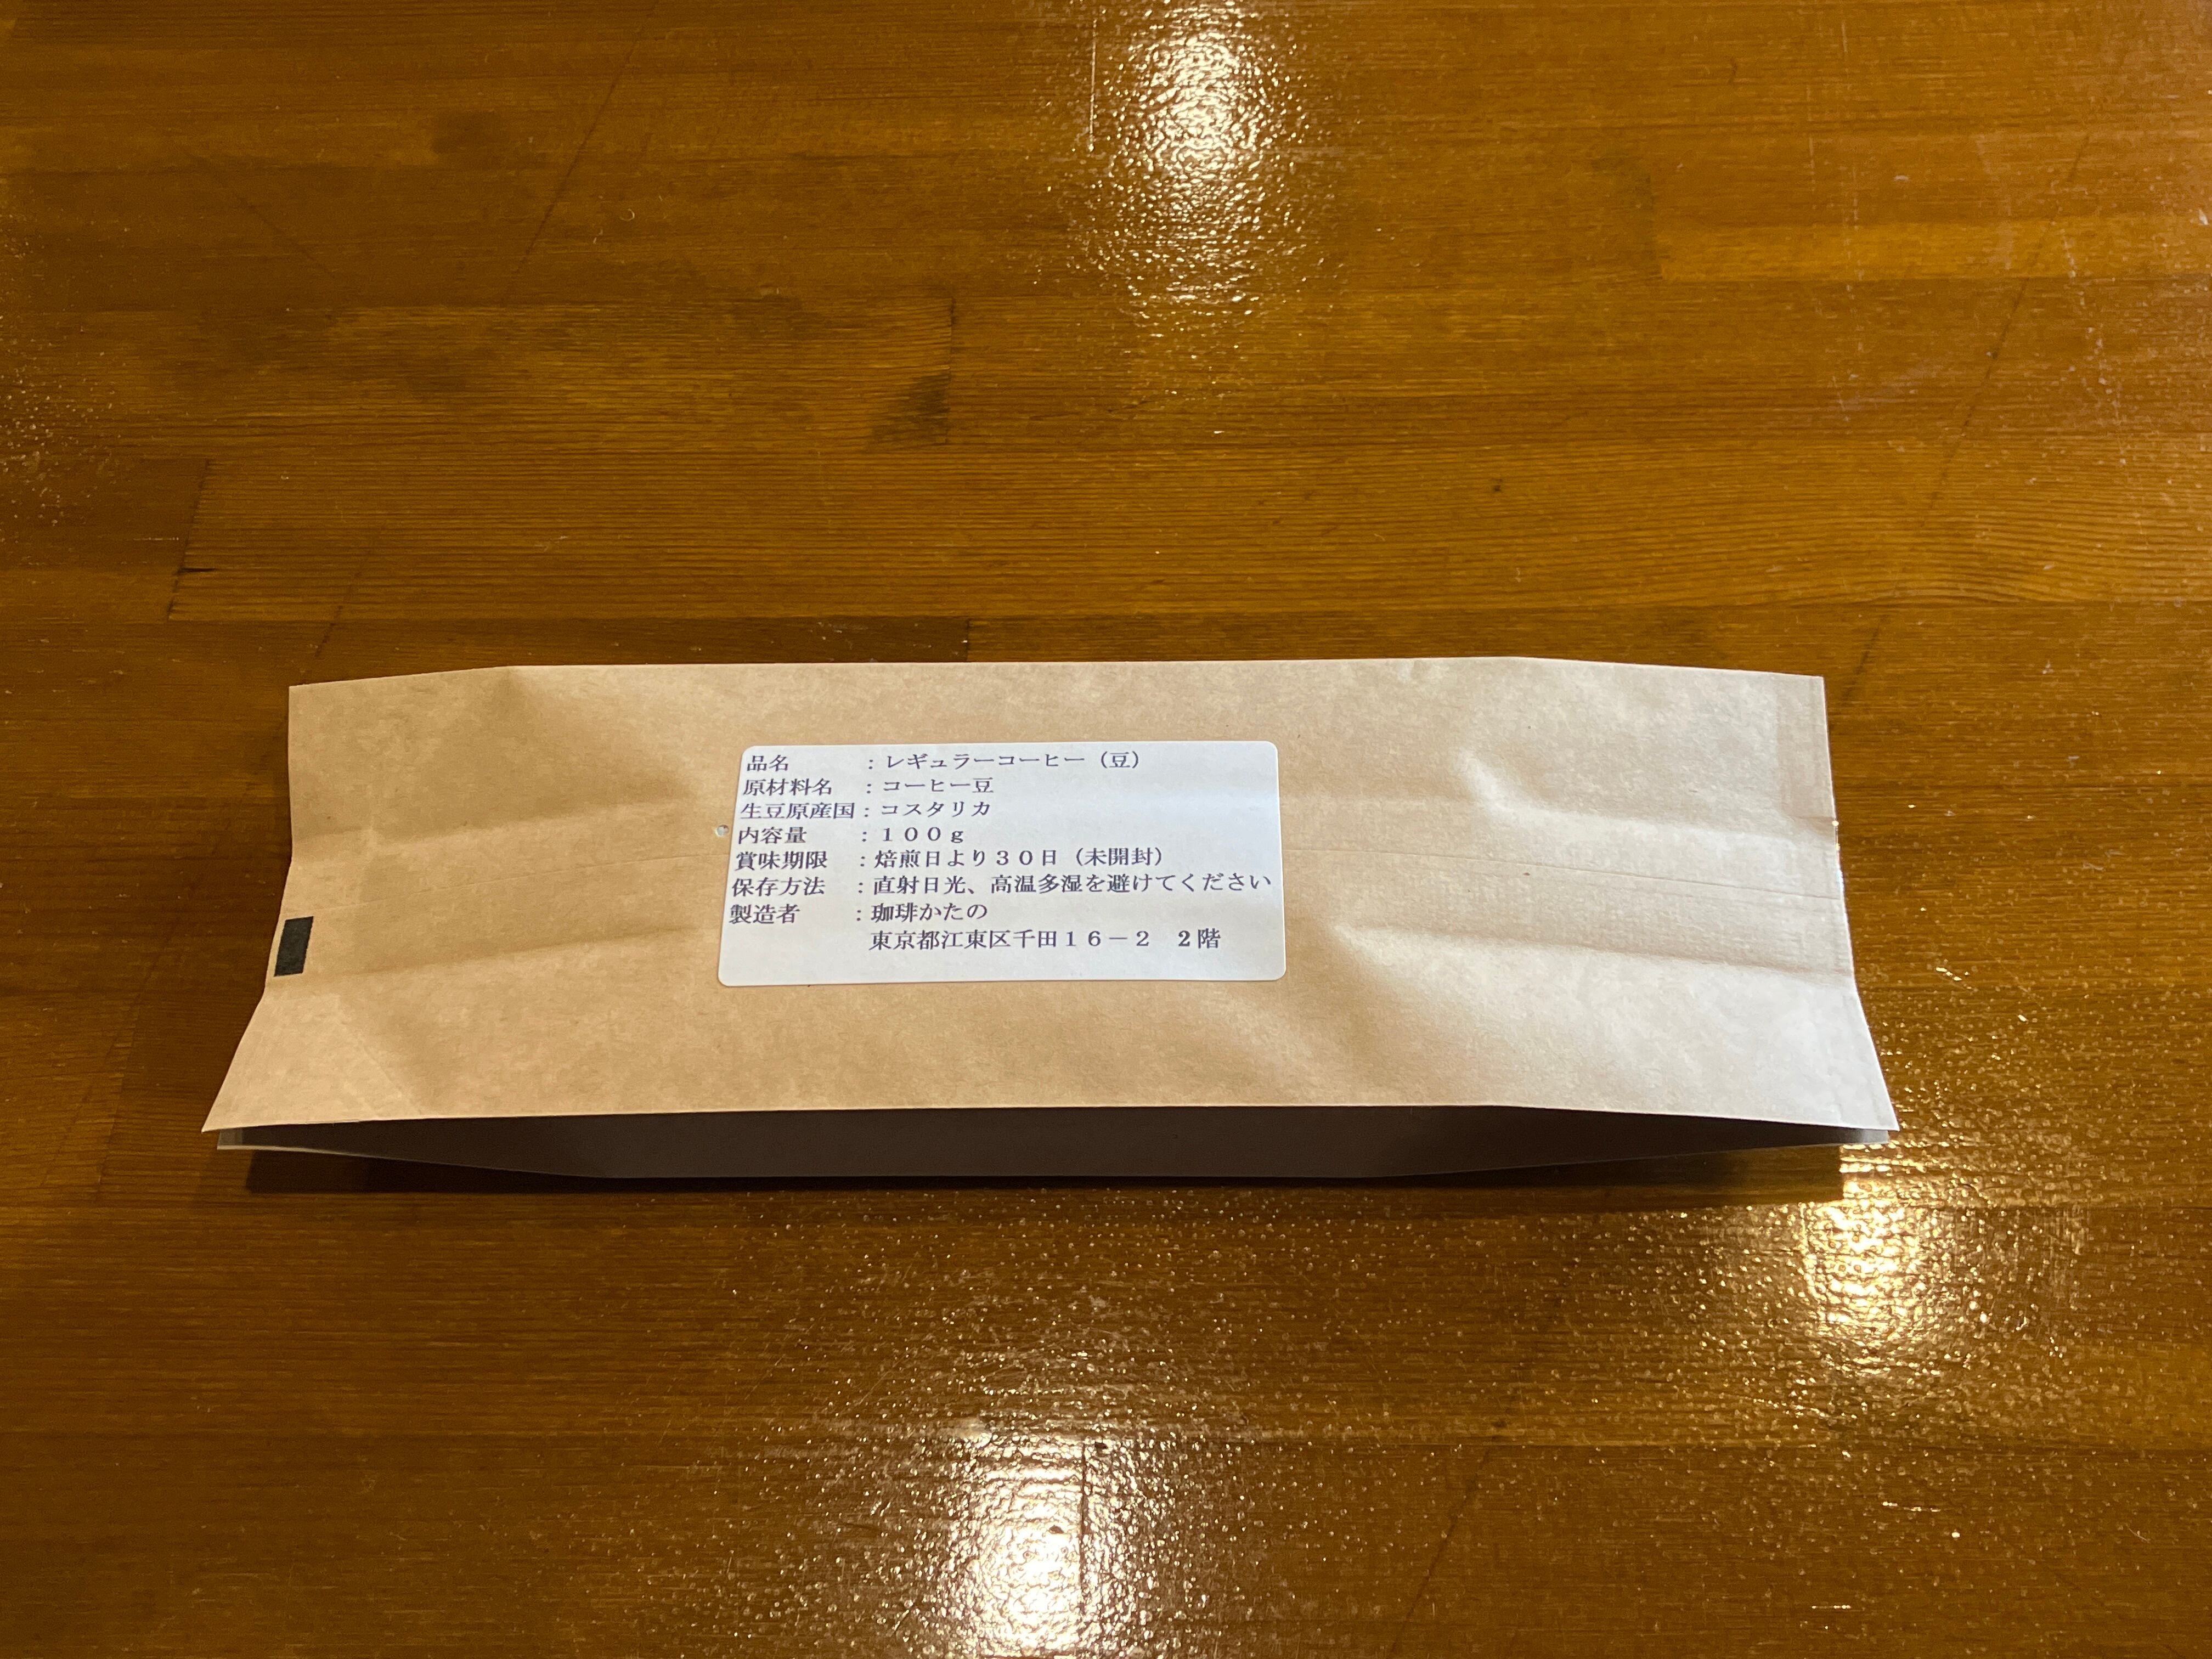 品名　　　：レギュラーコーヒー（豆）
原材料名　：コーヒー豆
生豆原産国：コスタリカ
内容量　　：１００ｇ
賞味期限　：焙煎日より３０日（未開封）
保存方法　：直射日光、高温多湿を避けてください
製造者　　：珈琲かたの
東京都江東区千田１６－２　２階